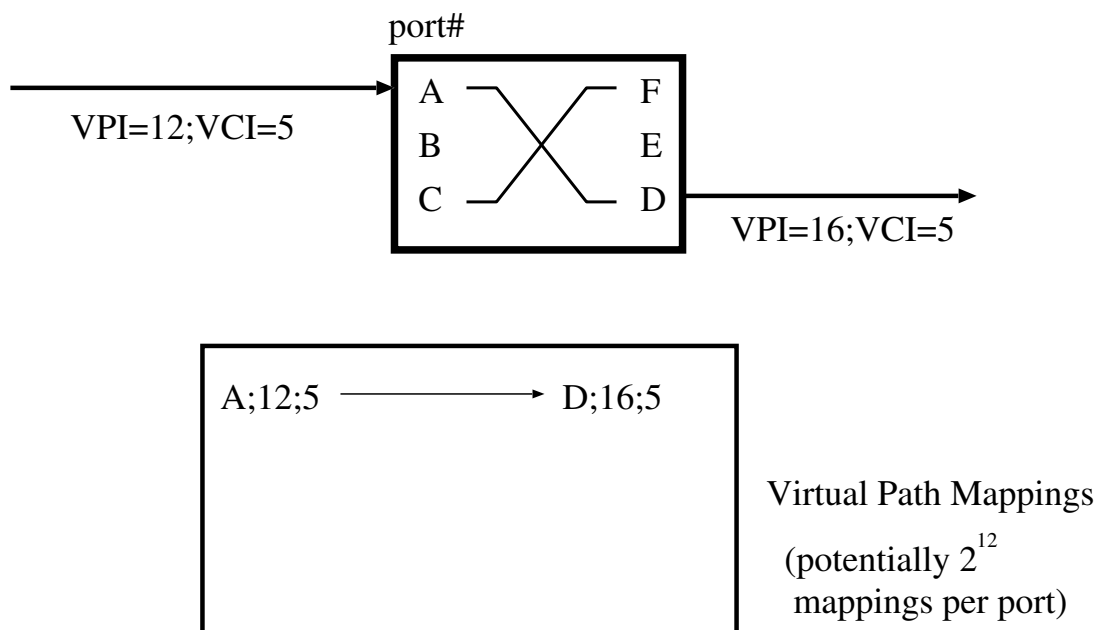 port#
A F
VPI=12;VCI=5
B E
C D
VPI=16;VCI=5
A;12;5 D;16;5
Virtual Path Mappings
(potentially 2^12
mappings per port)